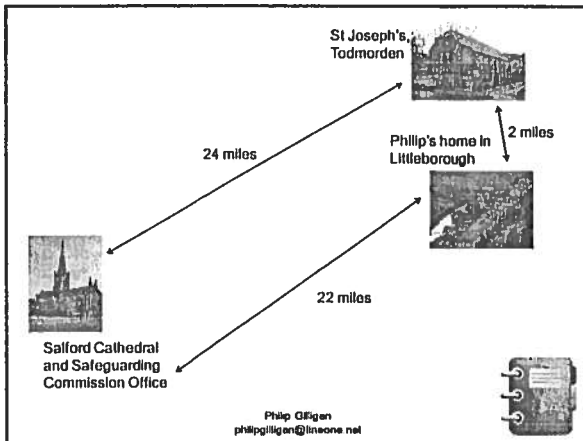 St Joseph's,
Todmorden
24 miles
2 miles
Philip's home in
Littleborough
22 miles
Salford Cathedral
and Safeguarding
Commission Office
Philip Gilligan
philipgilligan@lineone.net